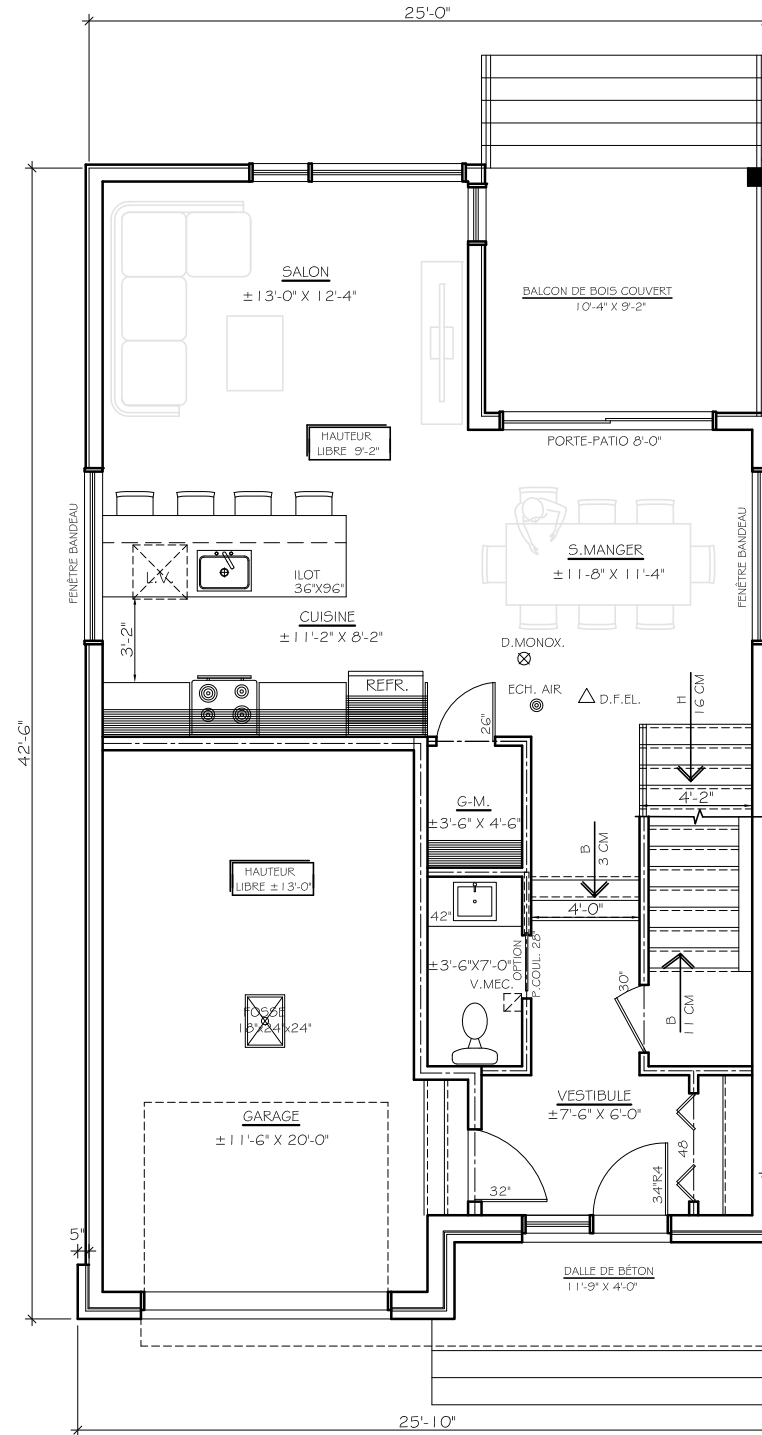 25'-0"
SALON
±13'-0" X 12'-4"
BALCON DE BOIS COUVERT
10'-4" X 9'-2"
HAUTEUR
LIBRE 9'-2"
PORTE-PATIO 8'-0"
FENÊTRE BANDEAU
FENÊTRE BANDEAU
S.MANGER
±11'-8" X 11'-4"
L.V.
ILOT
36"X96"
CUISINE
±11'-2" X 8'-2"
3'-2"
D.MONOX.
ECH. AIR
D.F.EL.
REFR.
26"
H
16 CM
42'-6"
4'-2"
G-M.
±3'-6" X 4'-6"
B
3 CM
HAUTEUR
LIBRE ±13'-0"
42"
4'-0"
±3'-6"X7'-0"
V.MEC.
OPTION
P.COUL. 28"
30"
B
11 CM
FOSSE
18"x24"x24"
VESTIBULE
±7'-6" X 6'-0"
GARAGE
±11'-6" X 20'-0"
48
32"
34"R4
5"
DALLE DE BÉTON
11'-9" X 4'-0"
25'-10"